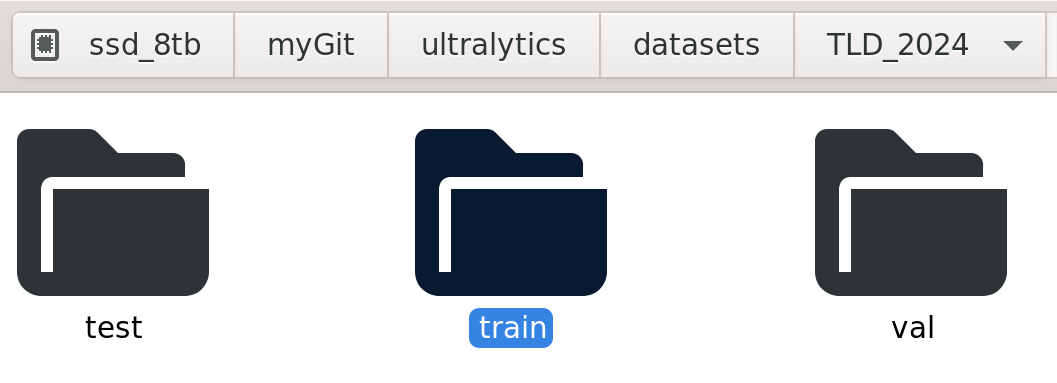 ssd_8tb myGit ultralytics datasets TLD_2024
test train val